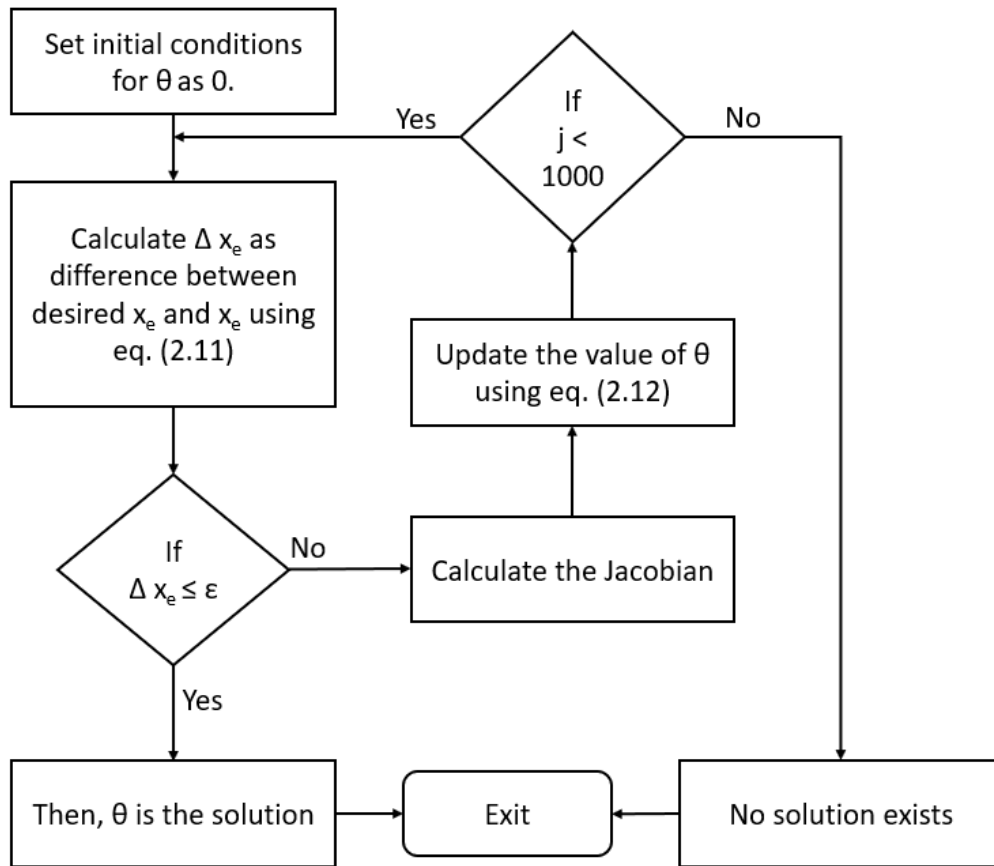 Set initial conditions
for θ as 0.
Yes
If
j <
1000
No
Calculate Δ xₑ as
difference between
desired xₑ and xₑ using
eq. (2.11)
Update the value of θ
using eq. (2.12)
If
Δ xₑ ≤ ε
No
Calculate the Jacobian
Yes
Then, θ is the solution
Exit
No solution exists